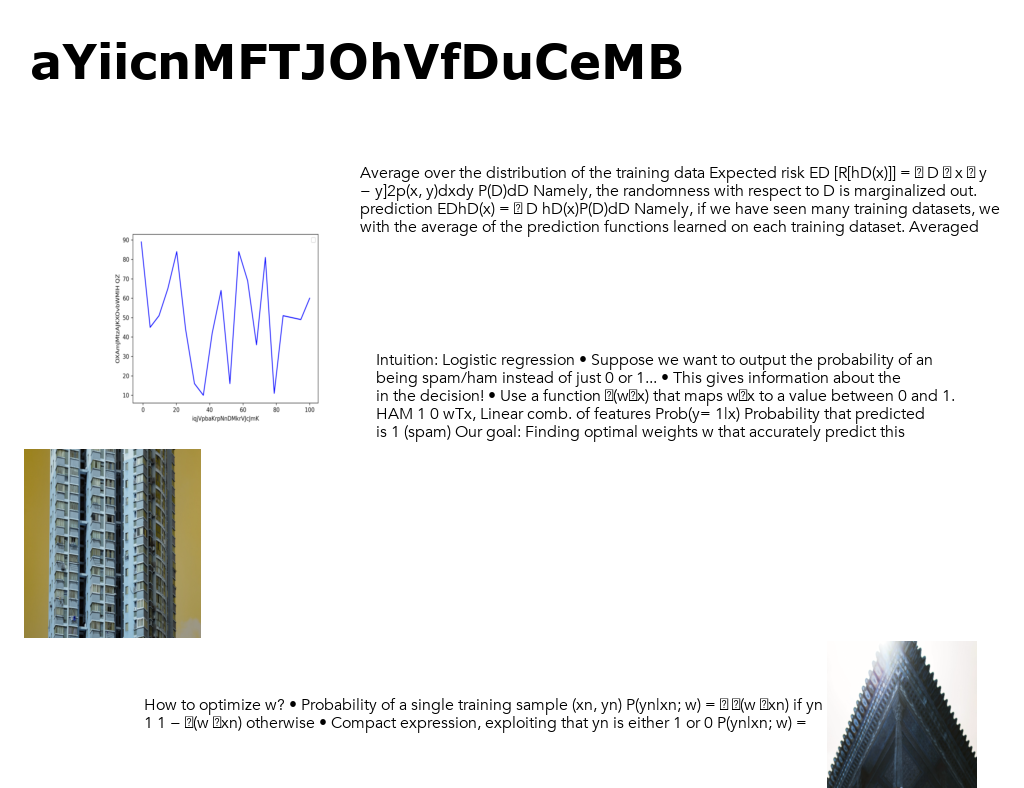 aYiicnMFTJOhVfDuCeMB
Average over the distribution of the training data Expected risk ED [R[hD(x)]] = D x y
− y]2p(x, y)dxdy P(D)dD Namely, the randomness with respect to D is marginalized out.
prediction EDhD(x) = D hD(x)P(D)dD Namely, if we have seen many training datasets, we
with the average of the prediction functions learned on each training dataset. Averaged
90
80
70
60
50
40
30
20
10
0 20 40 60 80 100
iqjVpbaKrpNnDMkrVjcjmK
Intuition: Logistic regression • Suppose we want to output the probability of an
being spam/ham instead of just 0 or 1... • This gives information about the
in the decision! • Use a function (w x) that maps w x to a value between 0 and 1.
HAM 1 0 wTx, Linear comb. of features Prob(y= 1|x) Probability that predicted
is 1 (spam) Our goal: Finding optimal weights w that accurately predict this
How to optimize w? • Probability of a single training sample (xn, yn) P(yn|xn; w) = (w xn) if yn
1 1 − (w xn) otherwise • Compact expression, exploiting that yn is either 1 or 0 P(yn|xn; w) =